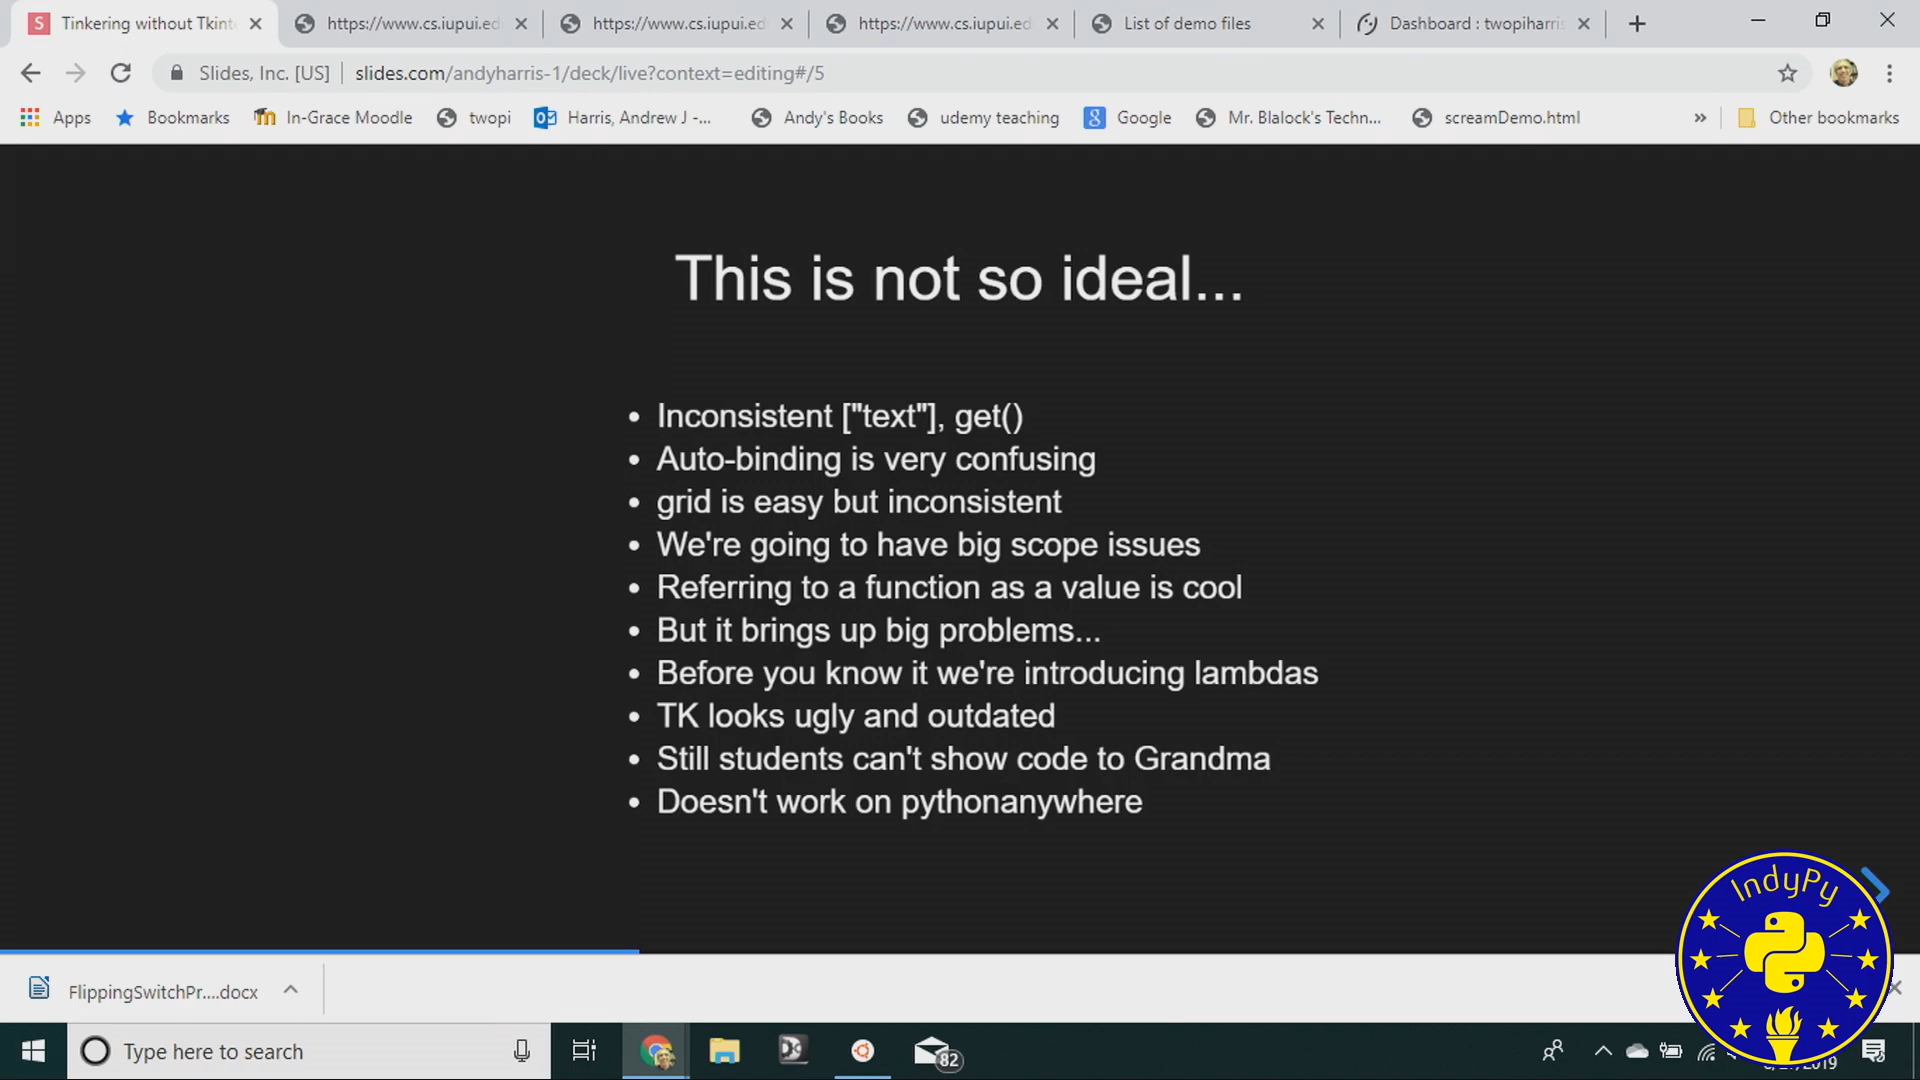 Tinkering without Tkint
https://www.cs.iupui.ed
https://www.cs.iupui.ed
https://www.cs.iupui.ed
List of demo files
Dashboard : twopiharris
Slides, Inc. [US]
slides.com/andyharris-1/deck/live?context=editing#/5
Apps
Bookmarks
In-Grace Moodle
twopi
Harris, Andrew J -...
Andy's Books
udemy teaching
Google
Mr. Blalock's Techn...
screamDemo.html
»
Other bookmarks
This is not so ideal...
• Inconsistent ["text"], get()
• Auto-binding is very confusing
• grid is easy but inconsistent
• We're going to have big scope issues
• Referring to a function as a value is cool
• But it brings up big problems...
• Before you know it we're introducing lambdas
• TK looks ugly and outdated
• Still students can't show code to Grandma
• Doesn't work on pythonanywhere
IndyPy
FlippingSwitchPr....docx
Type here to search
82